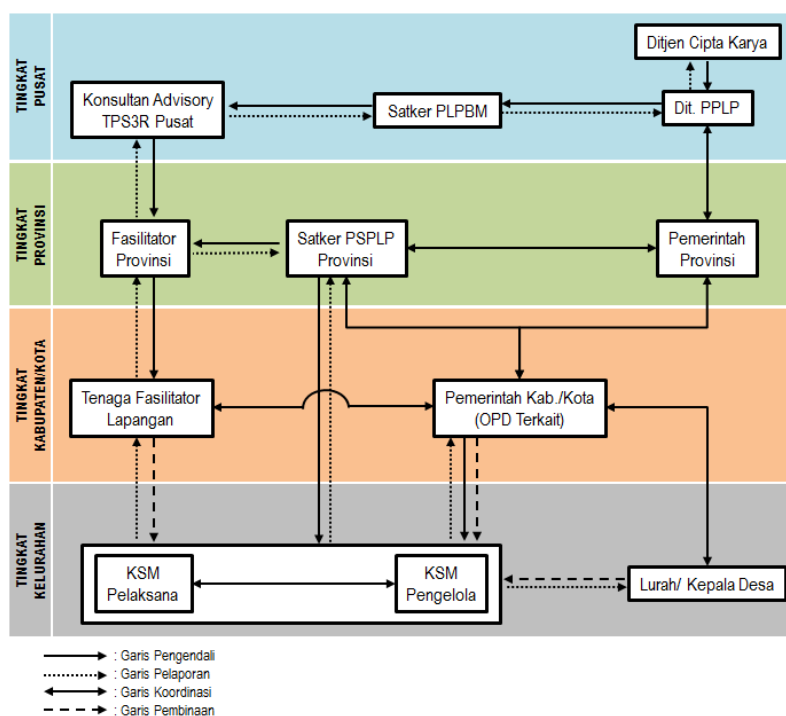 TINGKAT
PUSAT
Ditjen Cipta Karya
Konsultan Advisory
TPS3R Pusat
Satker PLPBM
Dit. PPLP
TINGKAT
PROVINSI
Fasilitator
Provinsi
Satker PSPLP
Provinsi
Pemerintah
Provinsi
TINGKAT
KABUPATEN/KOTA
Tenaga Fasilitator
Lapangan
Pemerintah Kab./Kota
(OPD Terkait)
TINGKAT
KELURAHAN
KSM
Pelaksana
KSM
Pengelola
Lurah/ Kepala Desa
: Garis Pengendali
: Garis Pelaporan
: Garis Koordinasi
: Garis Pembinaan